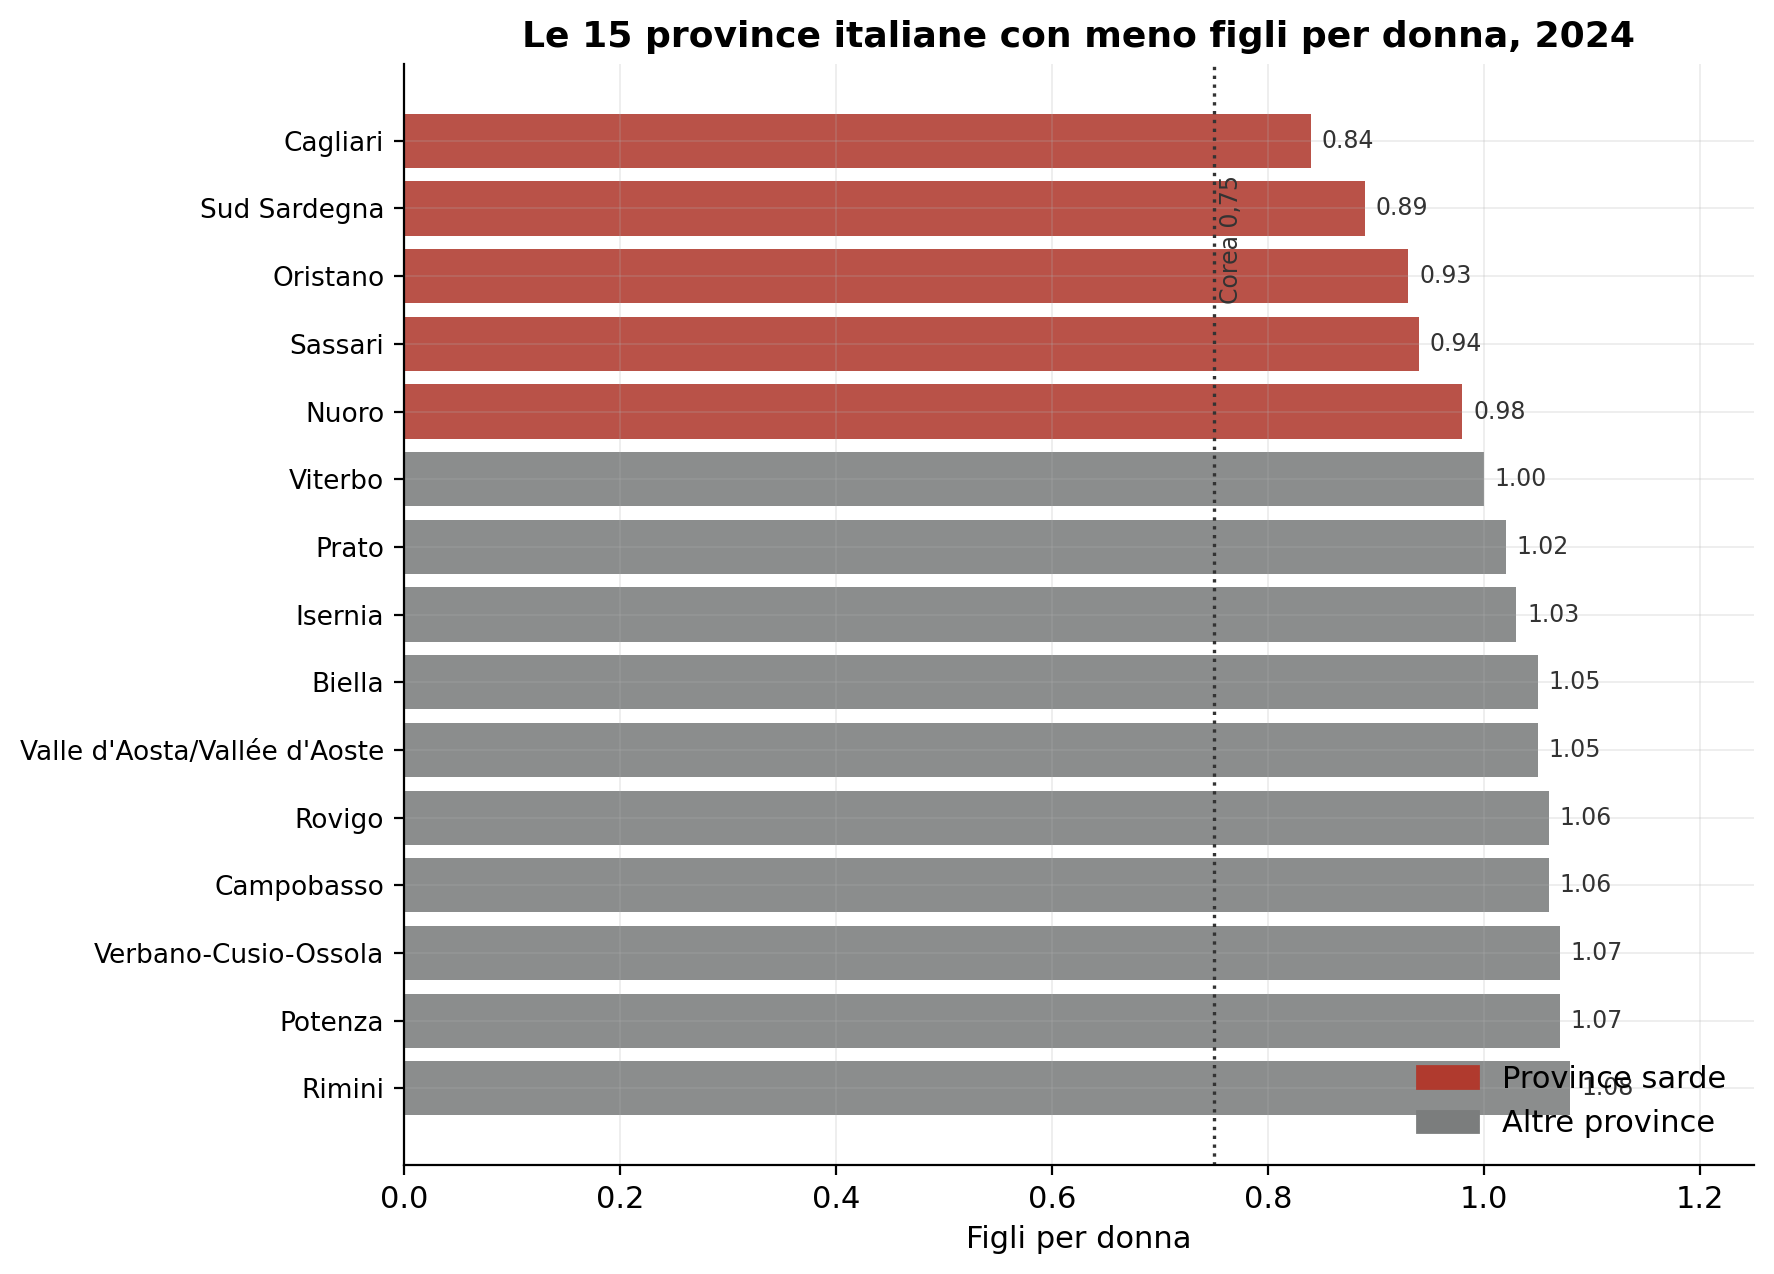 Le 15 province italiane con meno figli per donna, 2024
Cagliari 0.84
Sud Sardegna 0.89
Oristano 0.93
Sassari 0.94
Nuoro 0.98
Viterbo 1.00
Prato 1.02
Isernia 1.03
Biella 1.05
Valle d'Aosta/Vallée d'Aoste 1.05
Rovigo 1.06
Campobasso 1.06
Verbano-Cusio-Ossola 1.07
Potenza 1.07
Rimini 1.08
Corea 0,75
Province sarde
Altre province
0.0 0.2 0.4 0.6 0.8 1.0 1.2
Figli per donna